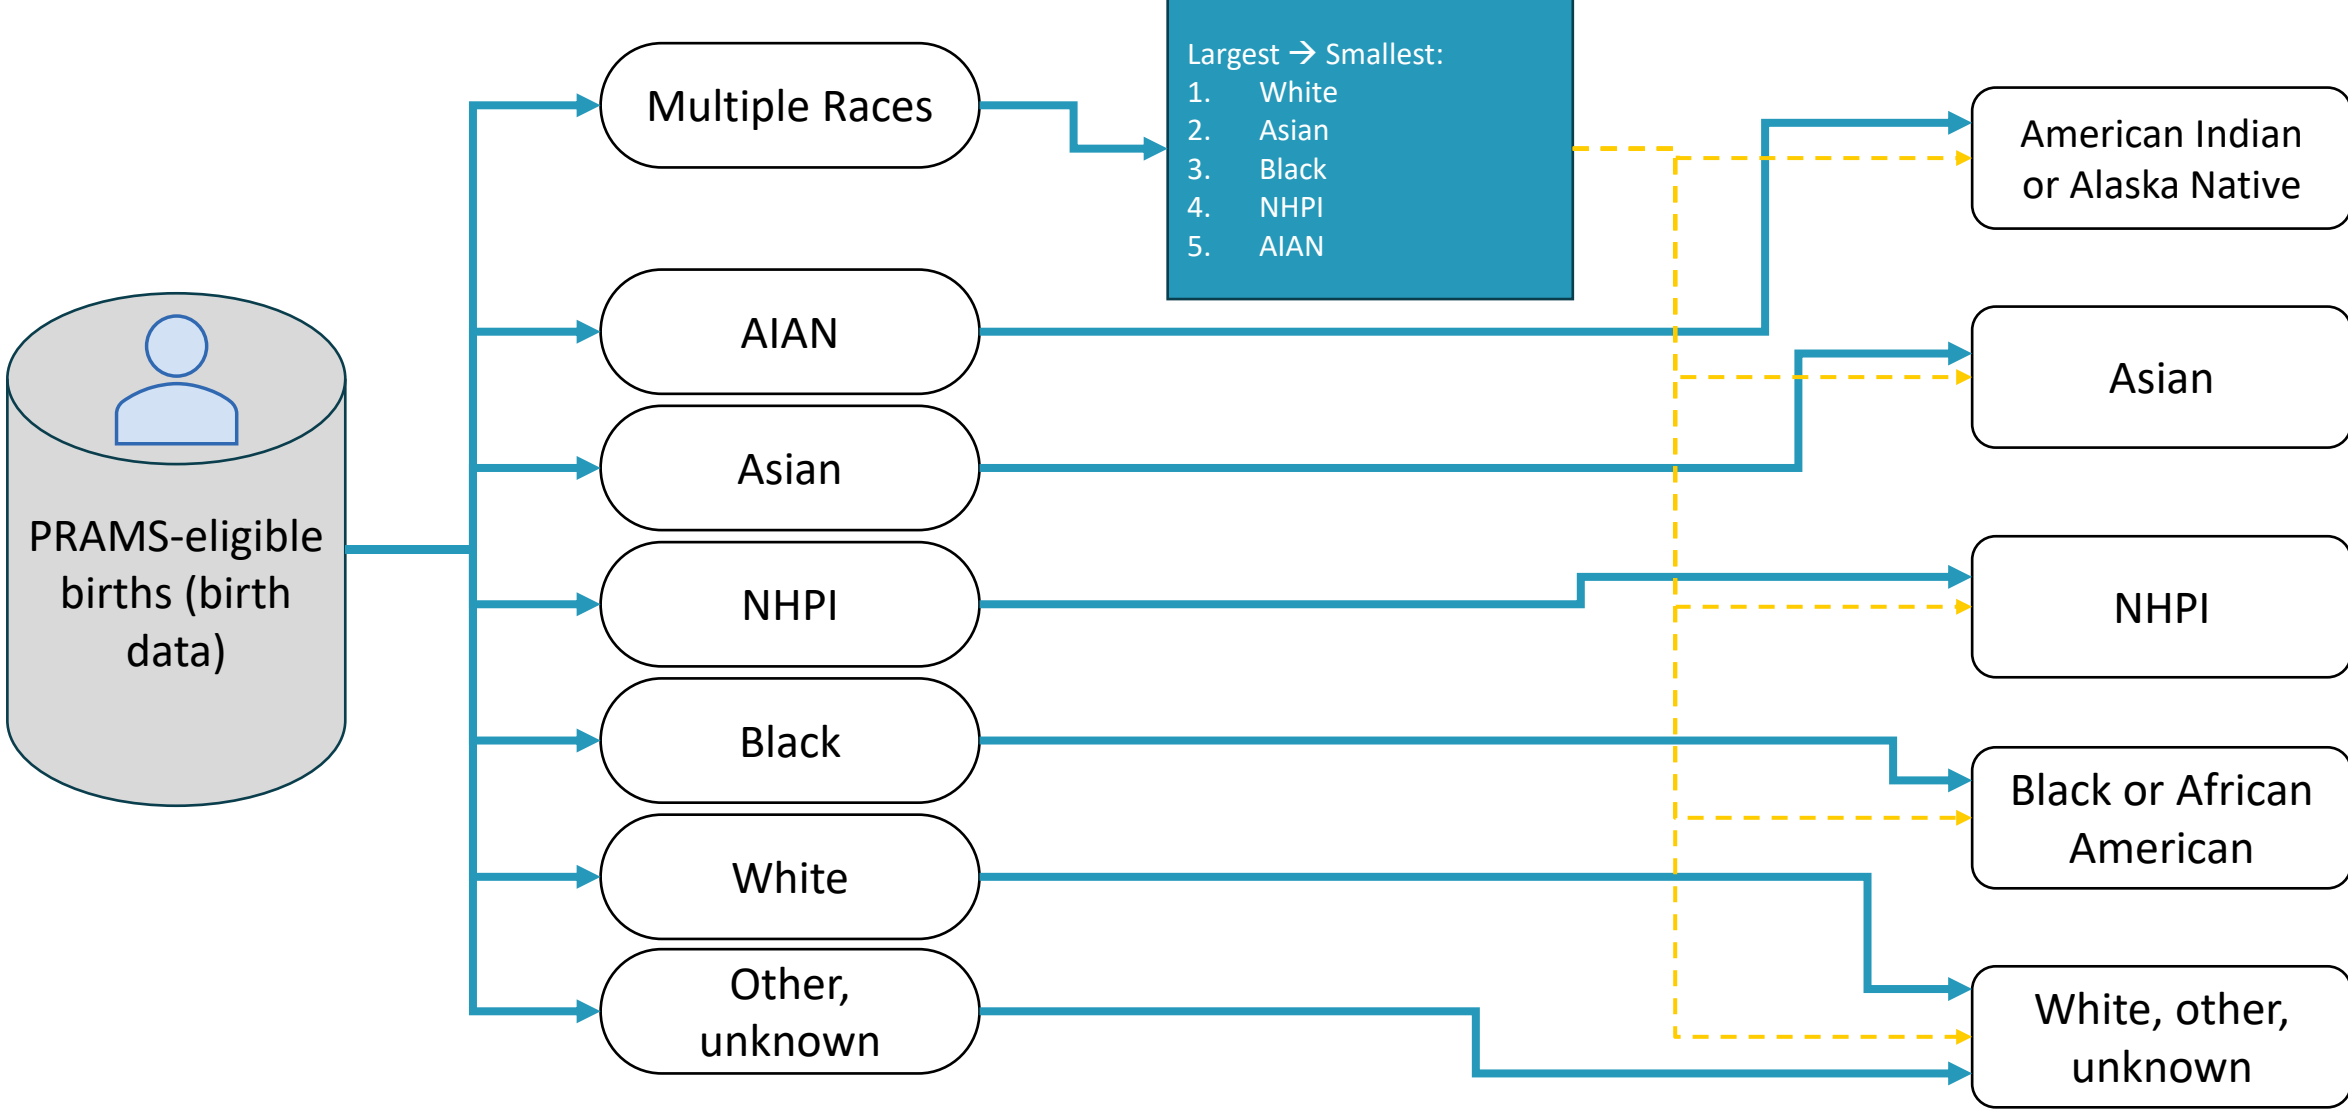 PRAMS-eligible
births (birth
data)
Multiple Races
AIAN
Asian
NHPI
Black
White
Other,
unknown
Largest → Smallest:
1. White
2. Asian
3. Black
4. NHPI
5. AIAN
American Indian
or Alaska Native
Asian
NHPI
Black or African
American
White, other,
unknown